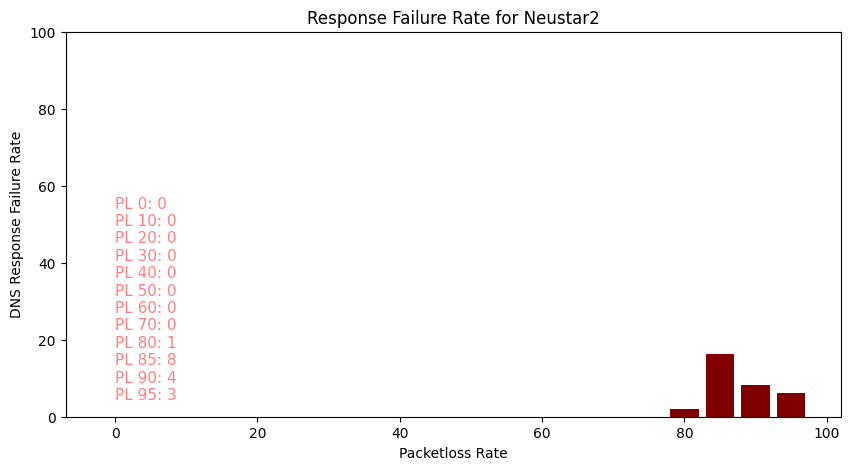 Response Failure Rate for Neustar2
100
80
60
40
20
0
DNS Response Failure Rate
PL 0: 0
PL 10: 0
PL 20: 0
PL 30: 0
PL 40: 0
PL 50: 0
PL 60: 0
PL 70: 0
PL 80: 1
PL 85: 8
PL 90: 4
PL 95: 3
0 20 40 60 80 100
Packetloss Rate